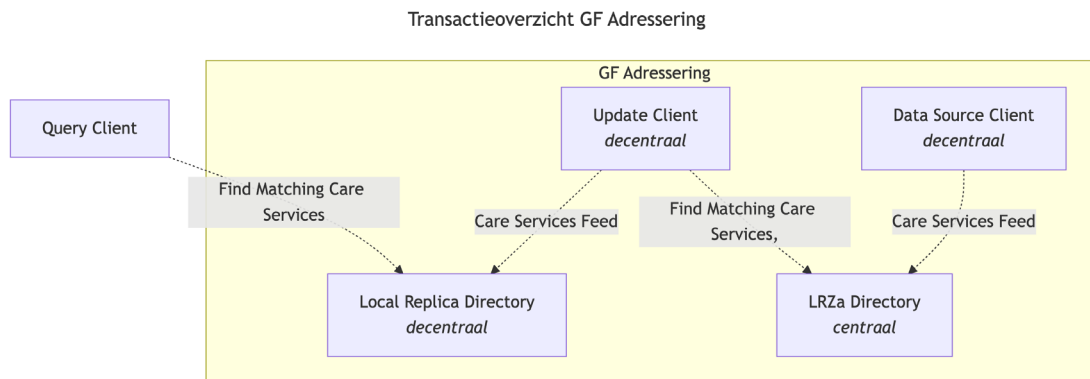 Transactieoverzicht GF Adressering
GF Adressering
Query Client
Update Client
decentraal
Data Source Client
decentraal
Find Matching Care
Services
Care Services Feed
Find Matching Care
Services,
Care Services Feed
Local Replica Directory
decentraal
LRZa Directory
centraal